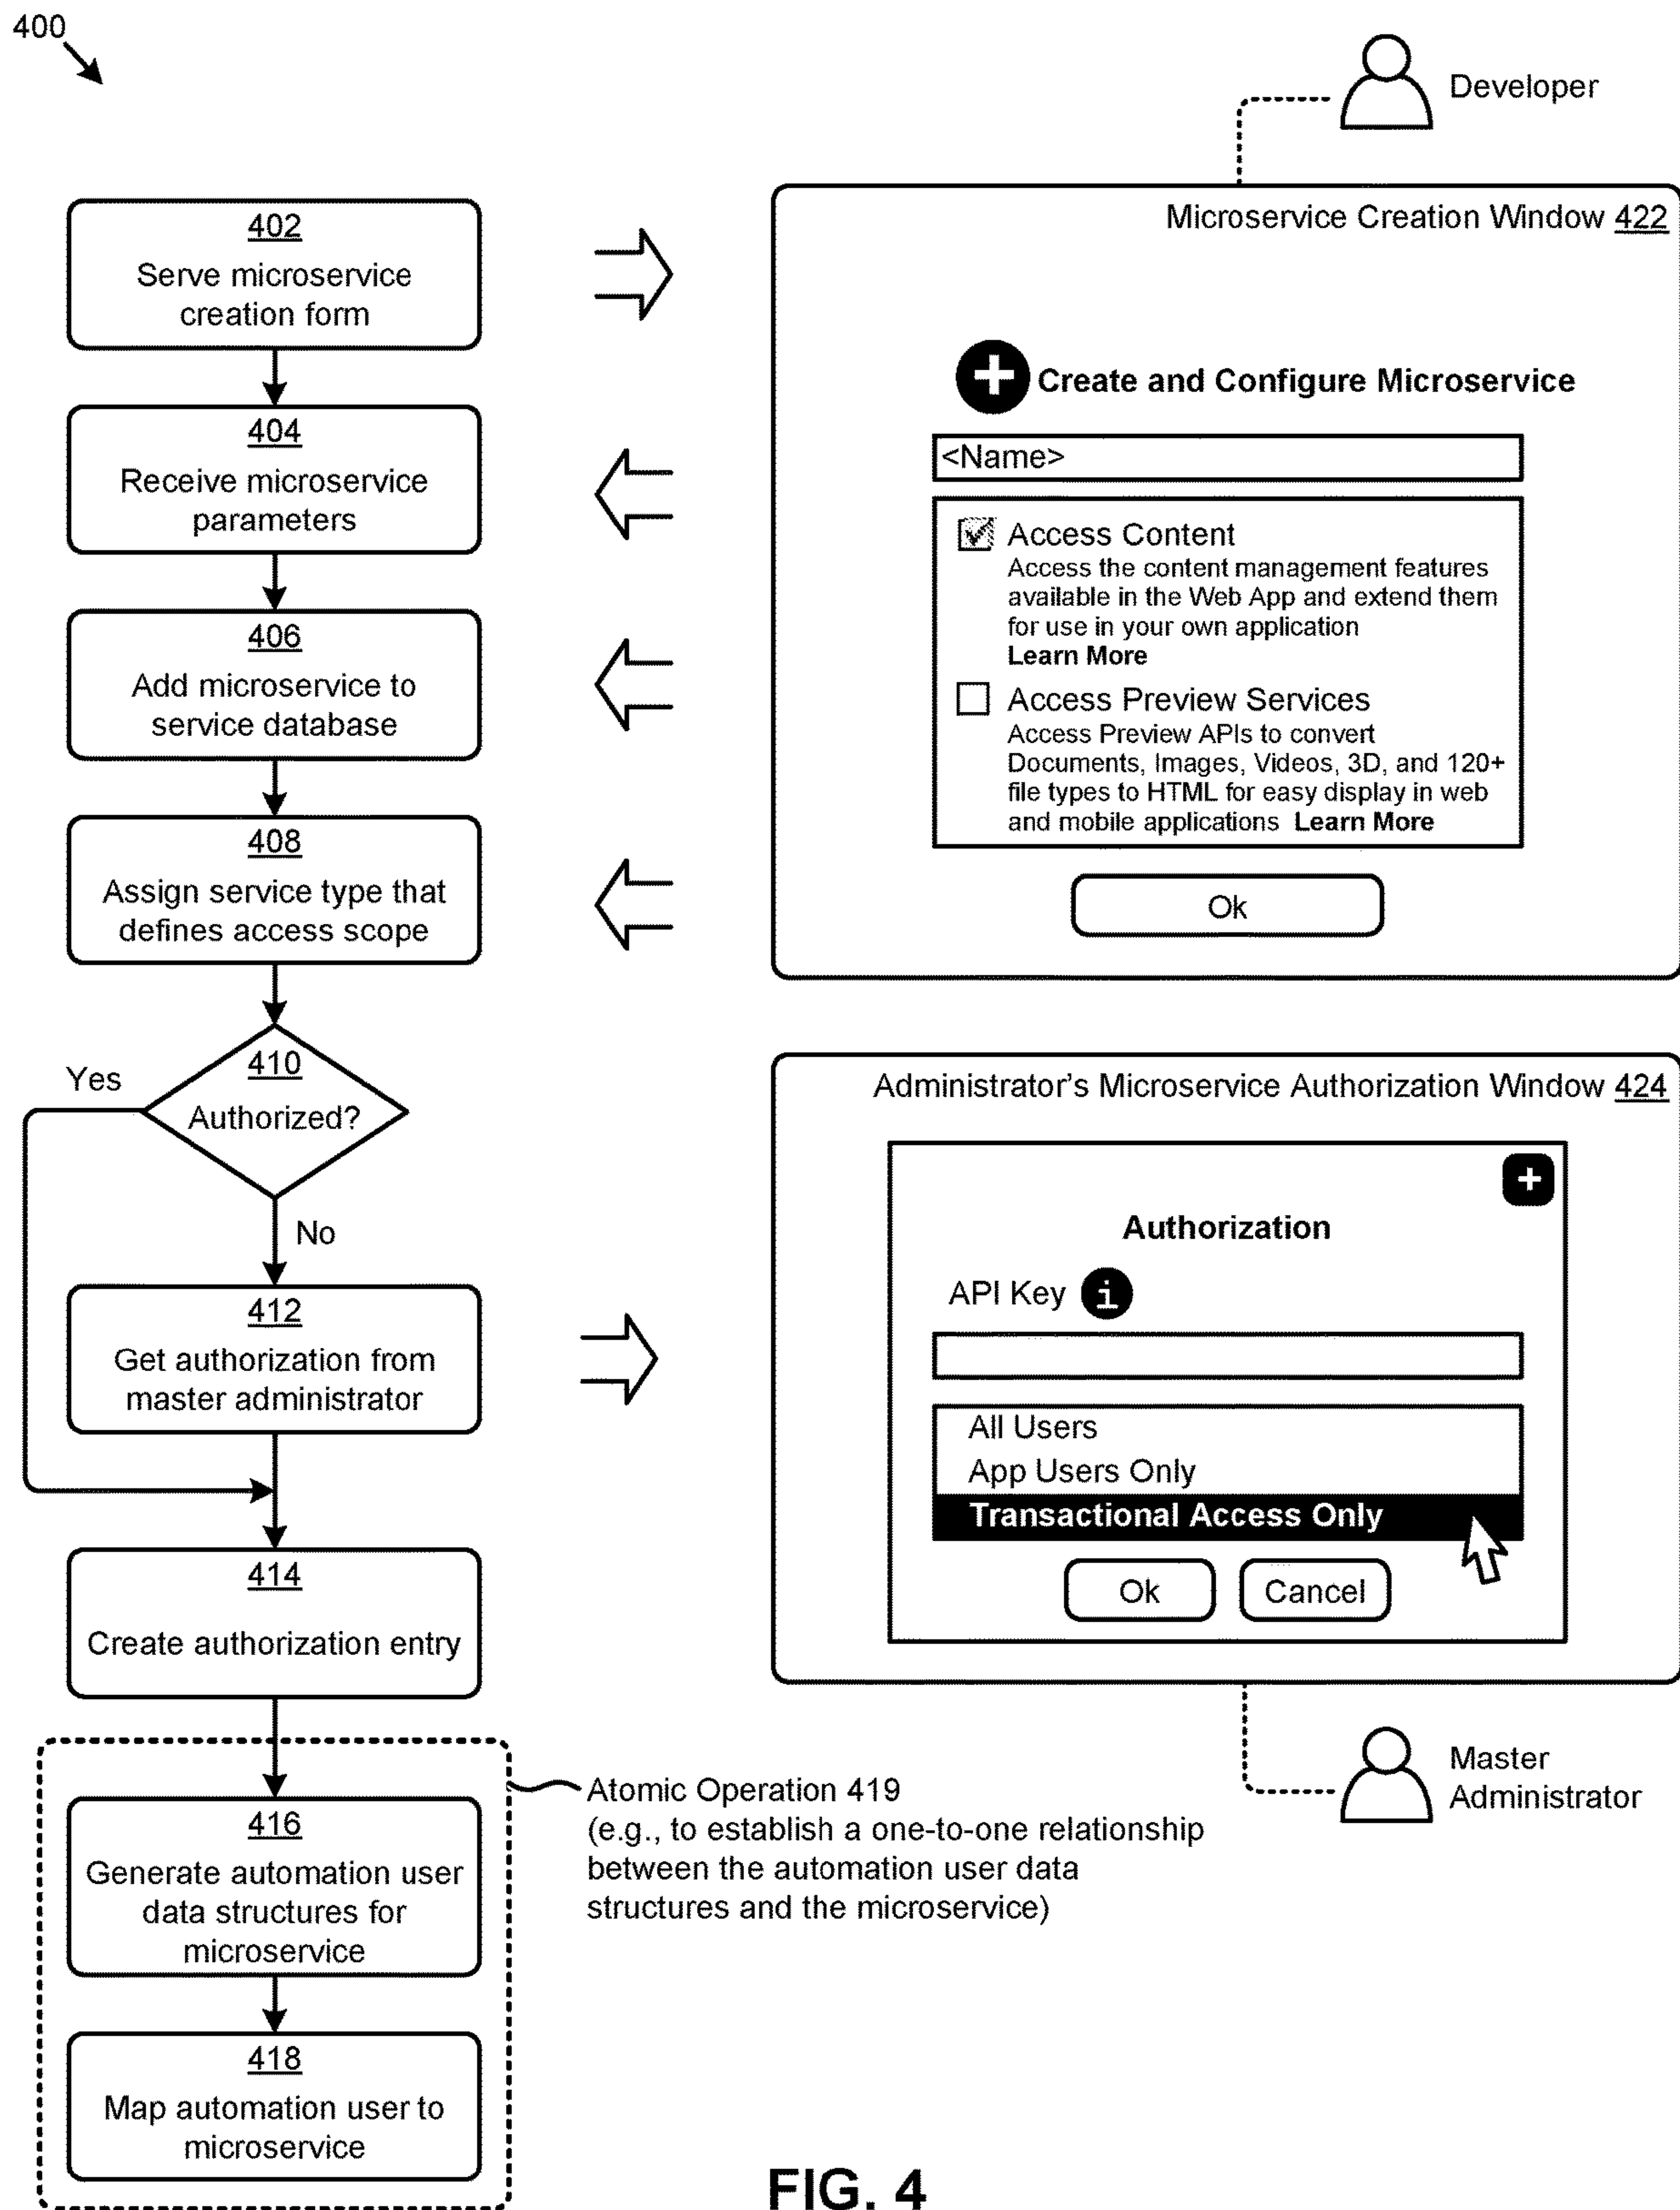 400
Developer
402
Serve microservice
creation form
404
Receive microservice
parameters
406
Add microservice to
service database
408
Assign service type that
defines access scope
410
Authorized?
Yes
No
412
Get authorization from
master administrator
414
Create authorization entry
416
Generate automation user
data structures for
microservice
418
Map automation user to
microservice
Atomic Operation 419
(e.g., to establish a one-to-one relationship
between the automation user data
structures and the microservice)
Microservice Creation Window 422
Create and Configure Microservice
<Name>
Access Content
Access the content management features
available in the Web App and extend them
for use in your own application
Learn More
Access Preview Services
Access Preview APIs to convert
Documents, Images, Videos, 3D, and 120+
file types to HTML for easy display in web
and mobile applications Learn More
Ok
Administrator's Microservice Authorization Window 424
Authorization
API Key i
All Users
App Users Only
Transactional Access Only
Ok
Cancel
Master
Administrator
FIG. 4